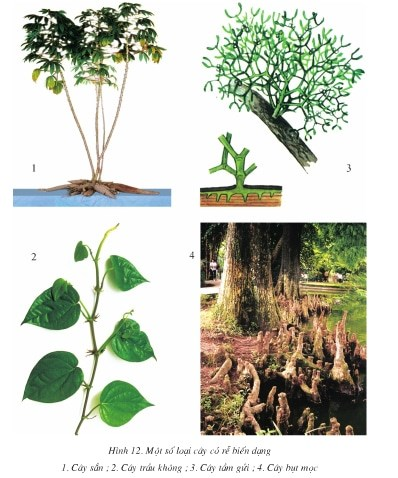 1
3
2
4
Hình 12. Một số loại cây có rễ biến dạng
1. Cây sắn ; 2. Cây trầu không ; 3. Cây tầm gửi ; 4. Cây bụt mọc